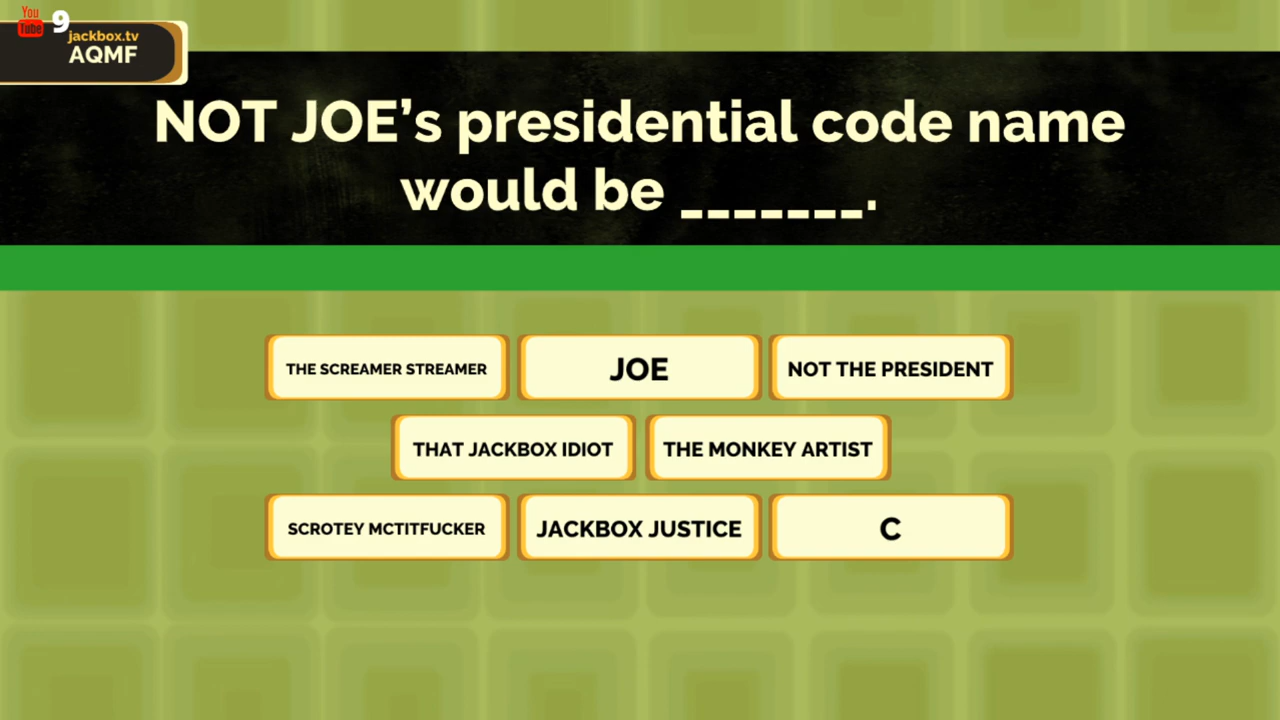 You
Tube 9
jackbox.tv
AQMF
NOT JOE’s presidential code name
would be _______.
THE SCREAMER STREAMER
JOE
NOT THE PRESIDENT
THAT JACKBOX IDIOT
THE MONKEY ARTIST
SCROTEY MCTITFUCKER
JACKBOX JUSTICE
C